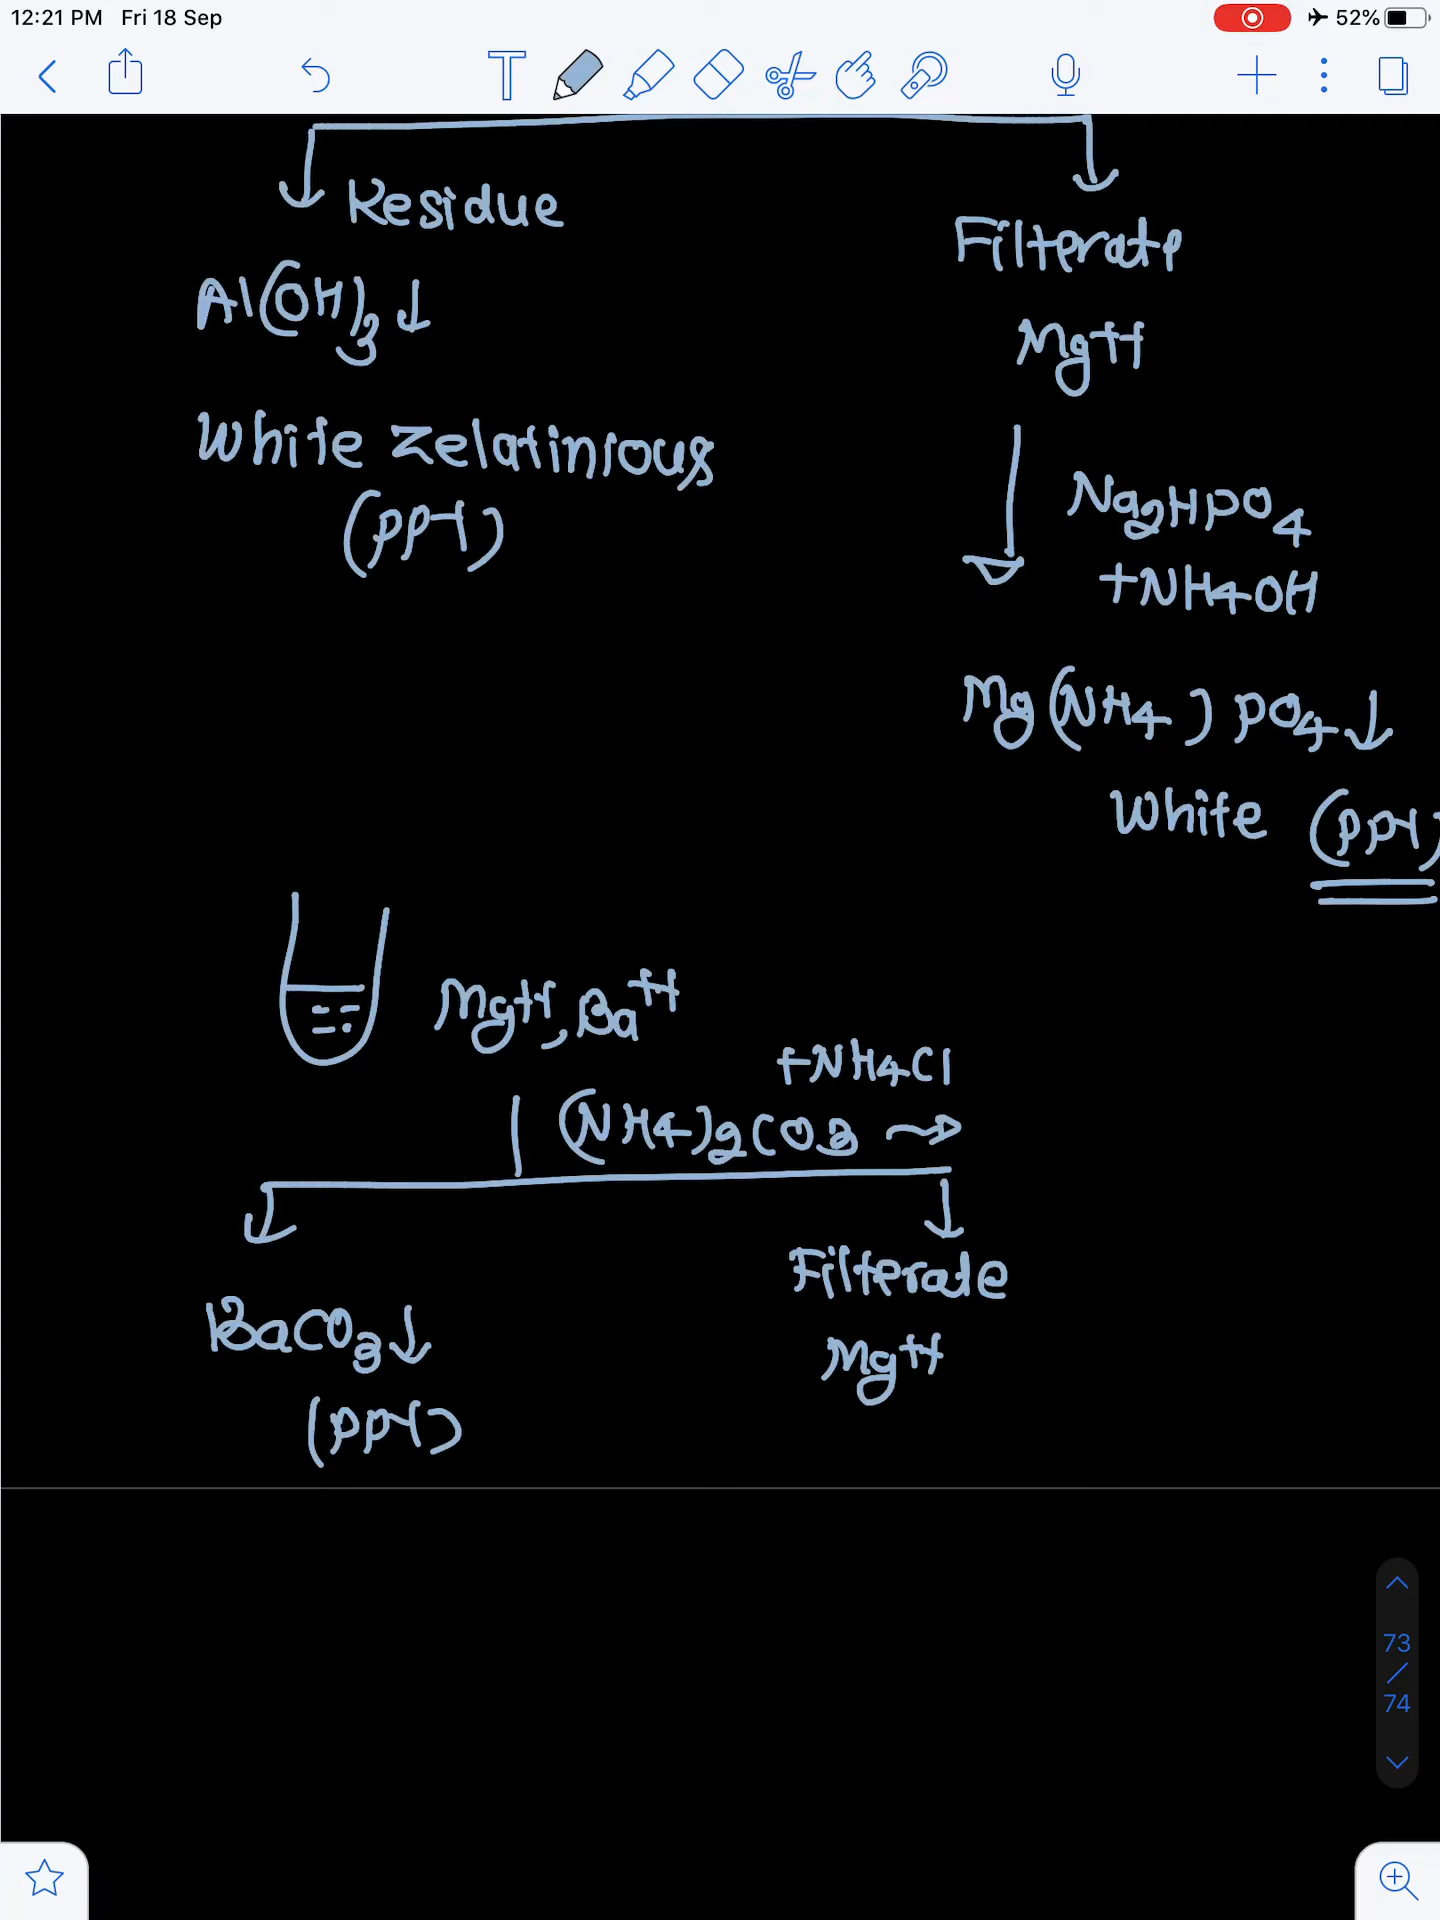 12:21 PM Fri 18 Sep
52%
T
Residue
Filterate
Al(OH)3 ↓
Mg++
White Zelatinious
(PPT)
Na2HPO4
+NH4OH
Mg(NH4)PO4 ↓
White (PPT)
Mg++, Ba++
+NH4Cl
(NH4)2CO3 →
Filterate
BaCO3 ↓
Mg++
(PPT)
73
/
74